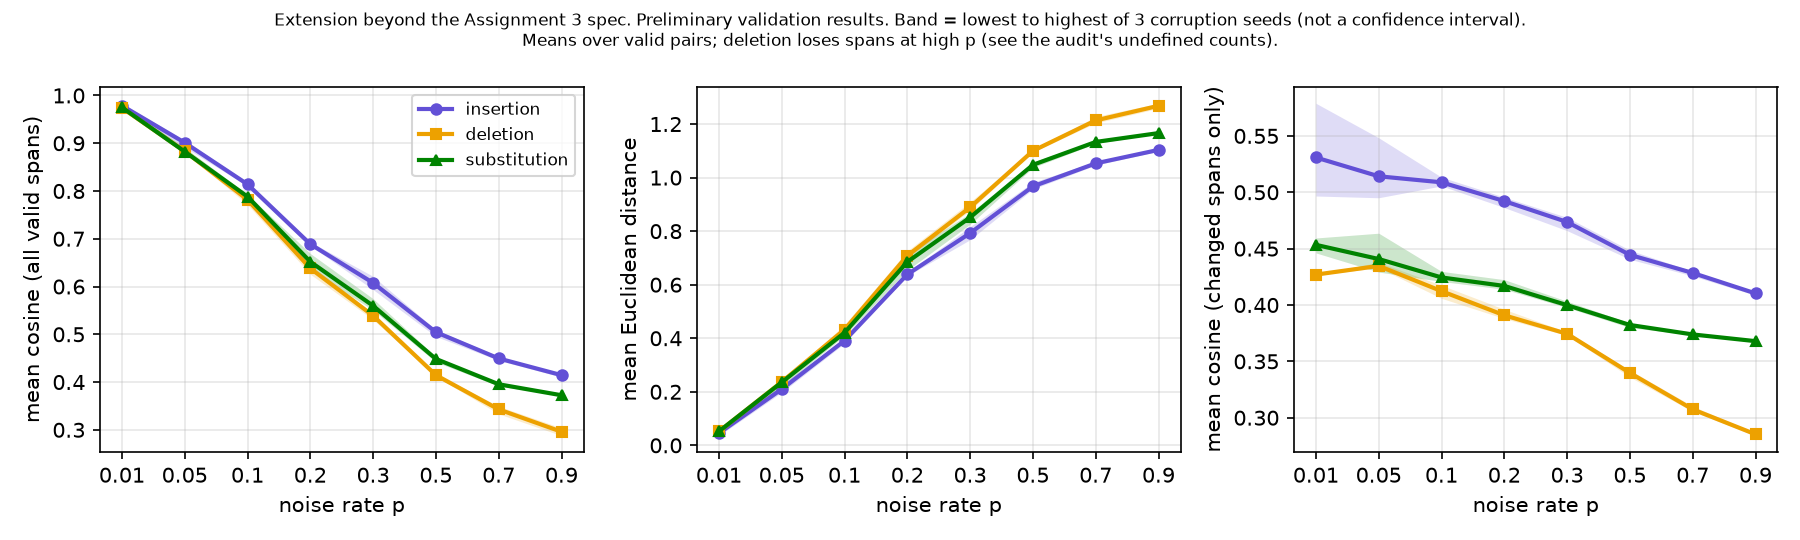 Extension beyond the Assignment 3 spec. Preliminary validation results. Band = lowest to highest of 3 corruption seeds (not a confidence interval).
Means over valid pairs; deletion loses spans at high p (see the audit's undefined counts).
mean cosine (all valid spans)
1.0
0.9
0.8
0.7
0.6
0.5
0.4
0.3
insertion
deletion
substitution
0.01 0.05 0.1 0.2 0.3 0.5 0.7 0.9
noise rate p
mean Euclidean distance
1.2
1.0
0.8
0.6
0.4
0.2
0.0
0.01 0.05 0.1 0.2 0.3 0.5 0.7 0.9
noise rate p
mean cosine (changed spans only)
0.55
0.50
0.45
0.40
0.35
0.30
0.01 0.05 0.1 0.2 0.3 0.5 0.7 0.9
noise rate p